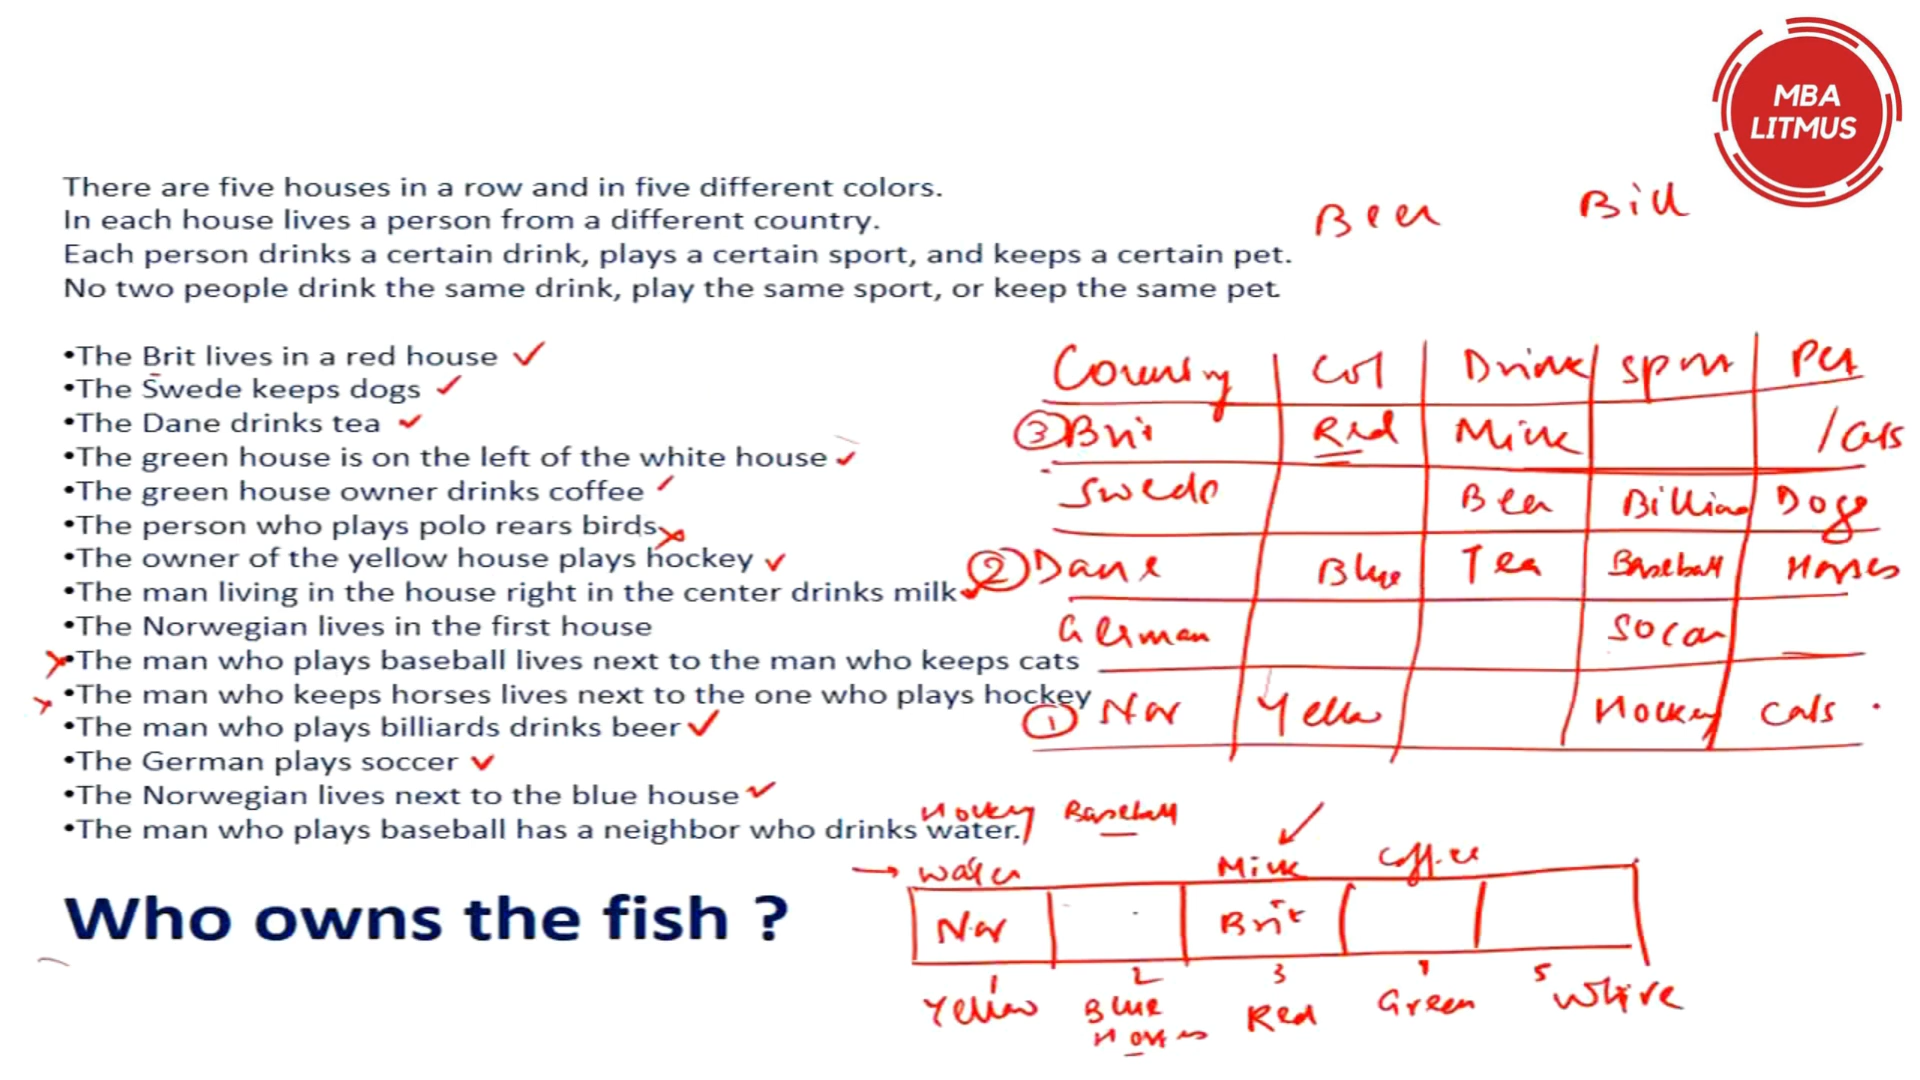 MBA
LITMUS
There are five houses in a row and in five different colors.
In each house lives a person from a different country.
Each person drinks a certain drink, plays a certain sport, and keeps a certain pet.
No two people drink the same drink, play the same sport, or keep the same pet.
Beer Bill
•The Brit lives in a red house
•The Swede keeps dogs
•The Dane drinks tea
•The green house is on the left of the white house
•The green house owner drinks coffee
•The person who plays polo rears birds
•The owner of the yellow house plays hockey
•The man living in the house right in the center drinks milk
•The Norwegian lives in the first house
•The man who plays baseball lives next to the man who keeps cats
•The man who keeps horses lives next to the one who plays hockey
•The man who plays billiards drinks beer
•The German plays soccer
•The Norwegian lives next to the blue house
•The man who plays baseball has a neighbor who drinks water.
Who owns the fish ?
Country Col Drink Sport Pet
3 Brit Red Milk / Cats
Swede Beer Dogs
2 Dane Blue Tea Baseball Horses
German
1 Nor Yello Hockey Cats
Hockey Baseball
Water Milk Coffee
Nor Brit
1 2 3 4 5
Yellow Blue Red Green White
Horses